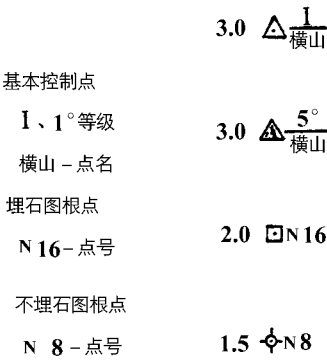 3.0 I
横山
基本控制点
I、1°等级
3.0 5°
横山
横山–点名
埋石图根点
N 16–点号
2.0 N 16
不埋石图根点
N 8–点号
1.5 N 8